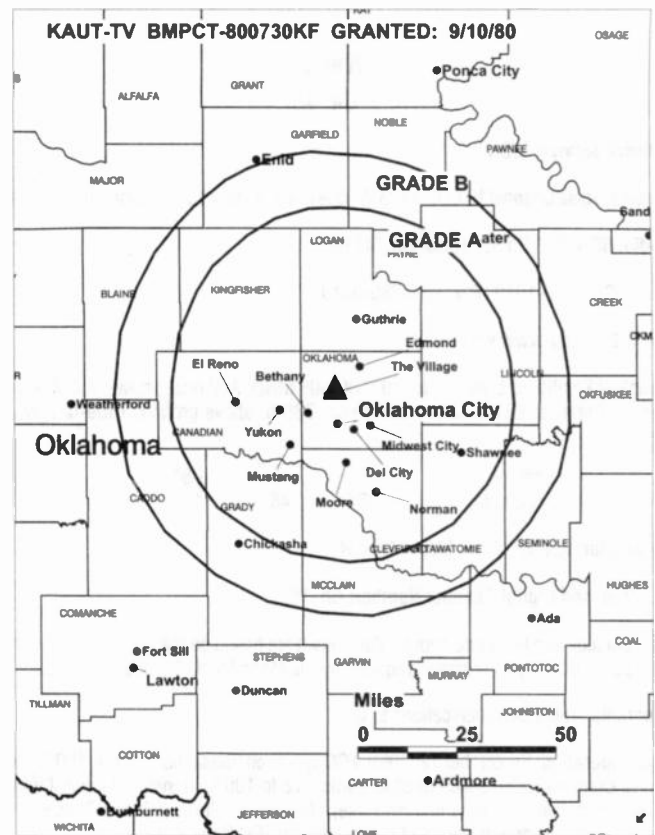 KAUT-TV BMPCT-800730KF GRANTED: 9/10/80
OSAGE
Ponca City
ALFALFA
GRANT
NOBLE
GARFIELD
PAWNEE
Enid
MAJOR
GRADE B
LOGAN
GRADE A
BLAINE
KINGFISHER
CREEK
Guthrie
Edmond
OKLAHOMA
The Village
El Reno
Bethany
LINCOLN
OKFUSKEE
Weatherford
Oklahoma City
CANADIAN
Yukon
Midwest City
Oklahoma
Shawnee
Mustang
Del City
CADDO
GRADY
Moore
Norman
Chickasha
SEMINOLE
MCCLAIN
HUGHES
COMANCHE
Ada
COAL
Fort Sill
STEPHENS
GARVIN
PONTOTOC
Lawton
MURRAY
TILLMAN
Duncan
Miles
JOHNSTON
0 25 50
COTTON
CARTER
Ardmore
JEFFERSON
WICHITA